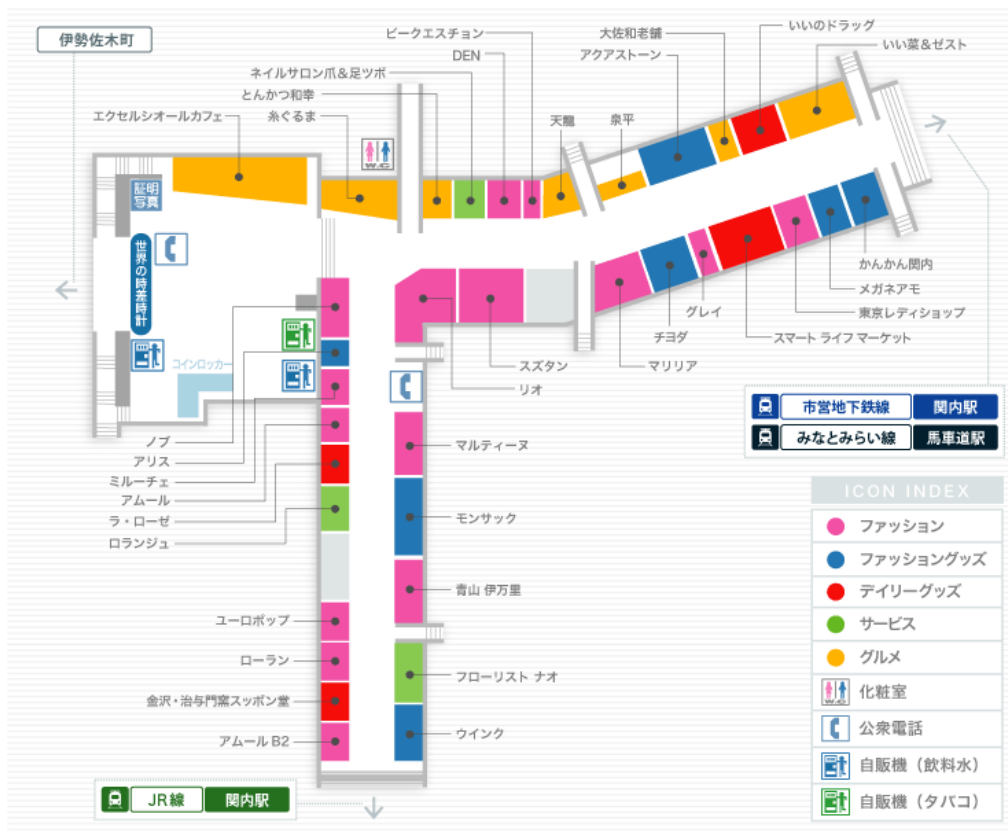 伊勢佐木町
ピークエスチョン
DEN
ネイルサロン爪&足ツボ
とんかつ和幸
糸ぐるま
エクセルシオールカフェ
大佐和老舗
アクアストーン
いいのドラッグ
いい菜&ゼスト
天龍
泉平
W.C
証明
写真
世界の時差時計
コインロッカー
かんかん関内
メガネアモ
東京レディショップ
スマート ライフ マーケット
グレイ
チヨダ
マリリア
スズタン
リオ
市営地下鉄線
関内駅
みなとみらい線
馬車道駅
ノブ
アリス
ミルーチェ
アムール
ラ・ローゼ
ロランジュ
マルティーヌ
モンサック
青山 伊万里
ユーロポップ
ローラン
金沢・治与門窯スッポン堂
アムール B2
フローリスト ナオ
ウインク
JR線
関内駅
ICON INDEX
ファッション
ファッショングッズ
デイリーグッズ
サービス
グルメ
W.C
化粧室
公衆電話
自販機（飲料水）
自販機（タバコ）